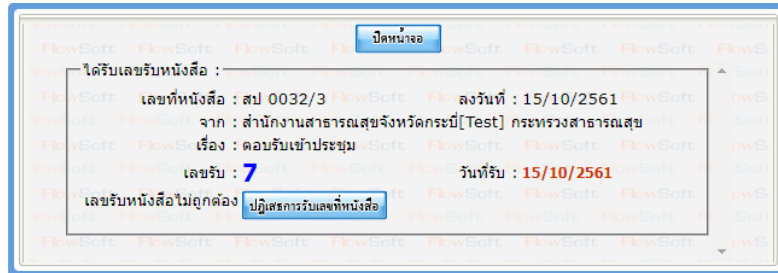 ปิดหน้าจอ
ได้รับเลขรับหนังสือ :
เลขที่หนังสือ : สป 0032/3 ลงวันที่ : 15/10/2561
จาก : สำนักงานสาธารณสุขจังหวัดกระบี่[Test] กระทรวงสาธารณสุข
เรื่อง : ตอบรับเข้าประชุม
เลขรับ : 7 วันที่รับ : 15/10/2561
เลขรับหนังสือไม่ถูกต้อง ปฏิเสธการรับเลขที่หนังสือ